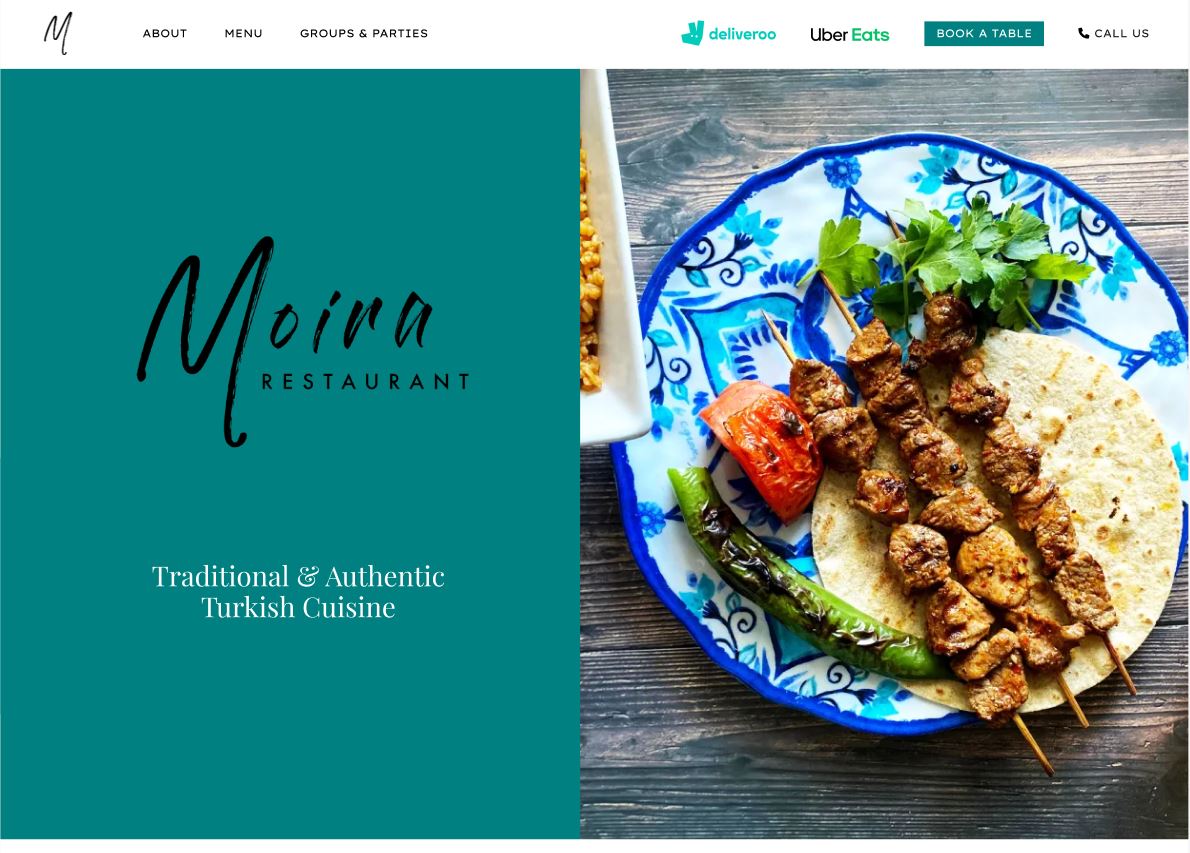 M
ABOUT
MENU
GROUPS & PARTIES
deliveroo
Uber Eats
BOOK A TABLE
CALL US
Moira
RESTAURANT
Traditional & Authentic
Turkish Cuisine